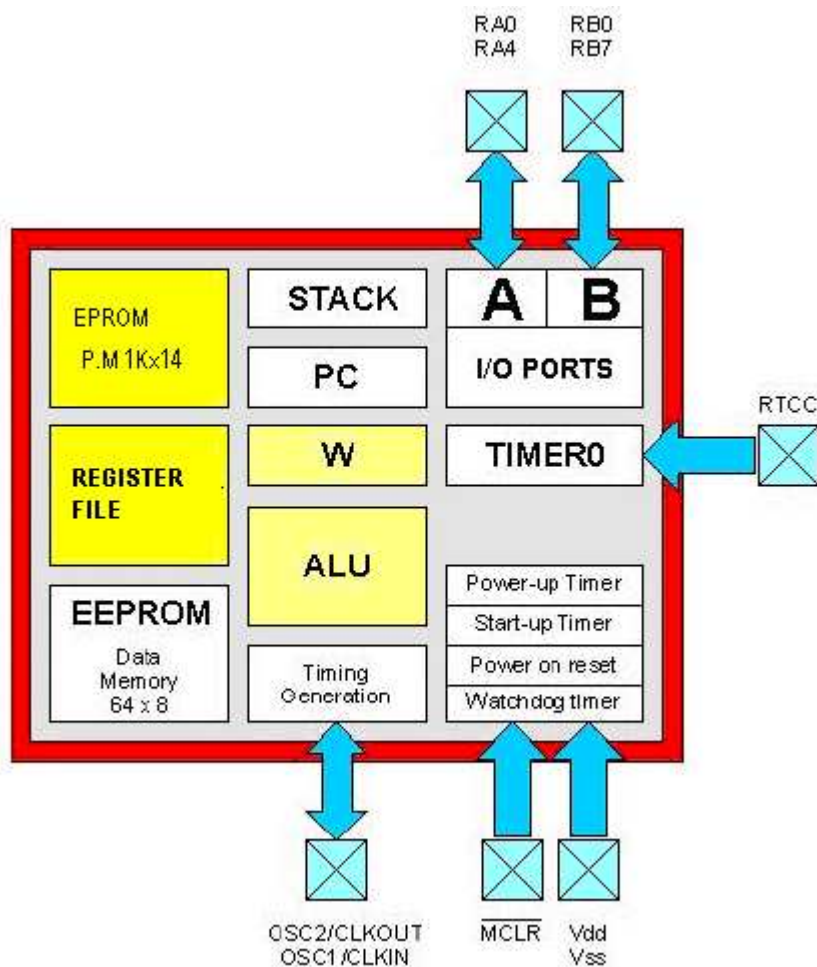 RA0
RA4
RB0
RB7
EPROM
P.M 1Kx14
STACK
A
B
PC
I/O PORTS
REGISTER
FILE
W
TIMER0
RTCC
ALU
EEPROM
Data
Memory
64 x 8
Timing
Generation
Power-up Timer
Start-up Timer
Power on reset
Watchdog timer
OSC2/CLKOUT
OSC1/CLKIN
MCLR
Vdd
Vss